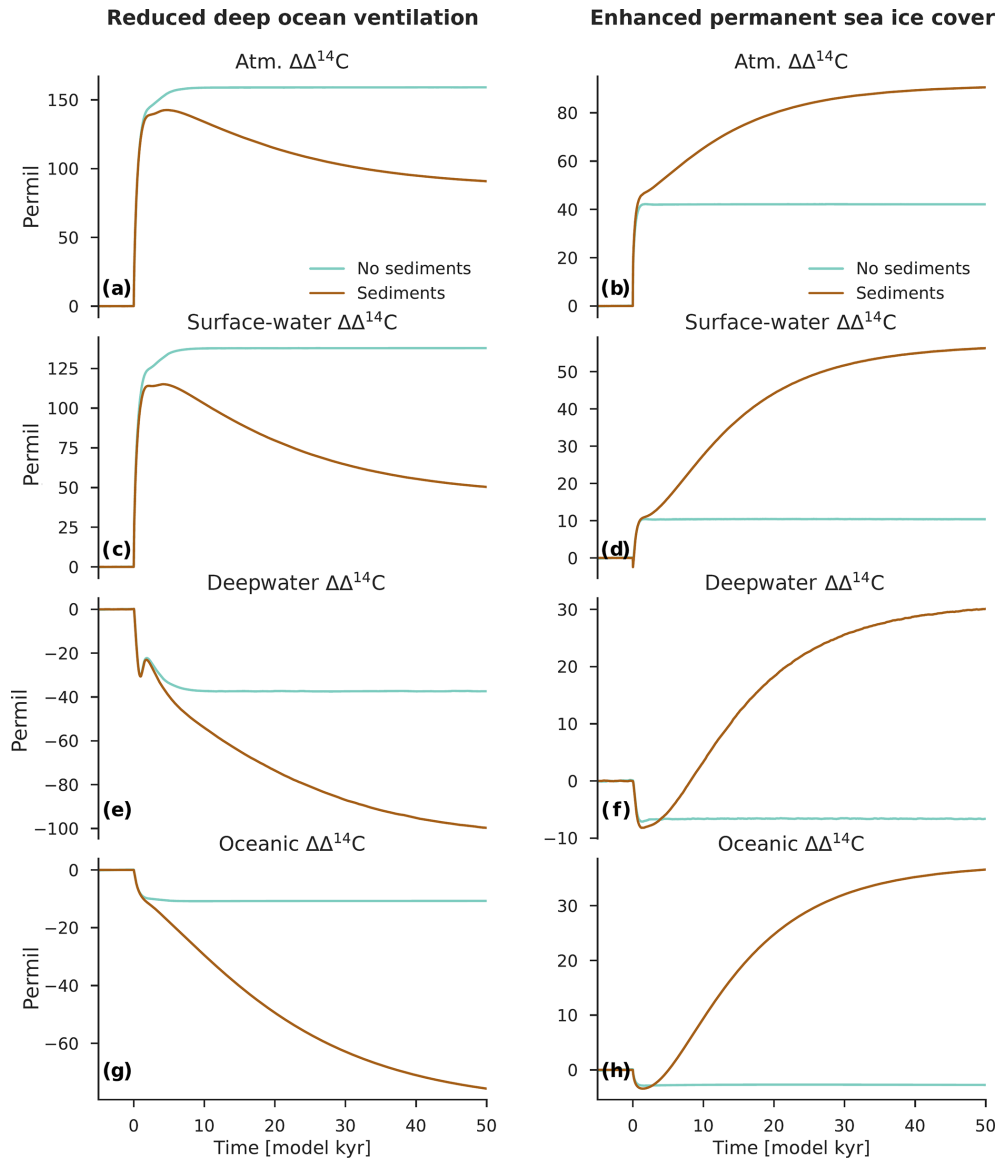 Reduced deep ocean ventilation
Enhanced permanent sea ice cover
Atm. ΔΔ¹⁴C
Permil
150
100
50
0
(a)
No sediments
Sediments
Atm. ΔΔ¹⁴C
80
60
40
20
0
(b)
No sediments
Sediments
Surface-water ΔΔ¹⁴C
Permil
125
100
75
50
25
0
(c)
Surface-water ΔΔ¹⁴C
50
40
30
20
10
0
(d)
Deepwater ΔΔ¹⁴C
Permil
0
−20
−40
−60
−80
−100
(e)
Deepwater ΔΔ¹⁴C
30
20
10
0
−10
(f)
Oceanic ΔΔ¹⁴C
Permil
0
−20
−40
−60
(g)
0 10 20 30 40 50
Time [model kyr]
Oceanic ΔΔ¹⁴C
30
20
10
0
(h)
0 10 20 30 40 50
Time [model kyr]